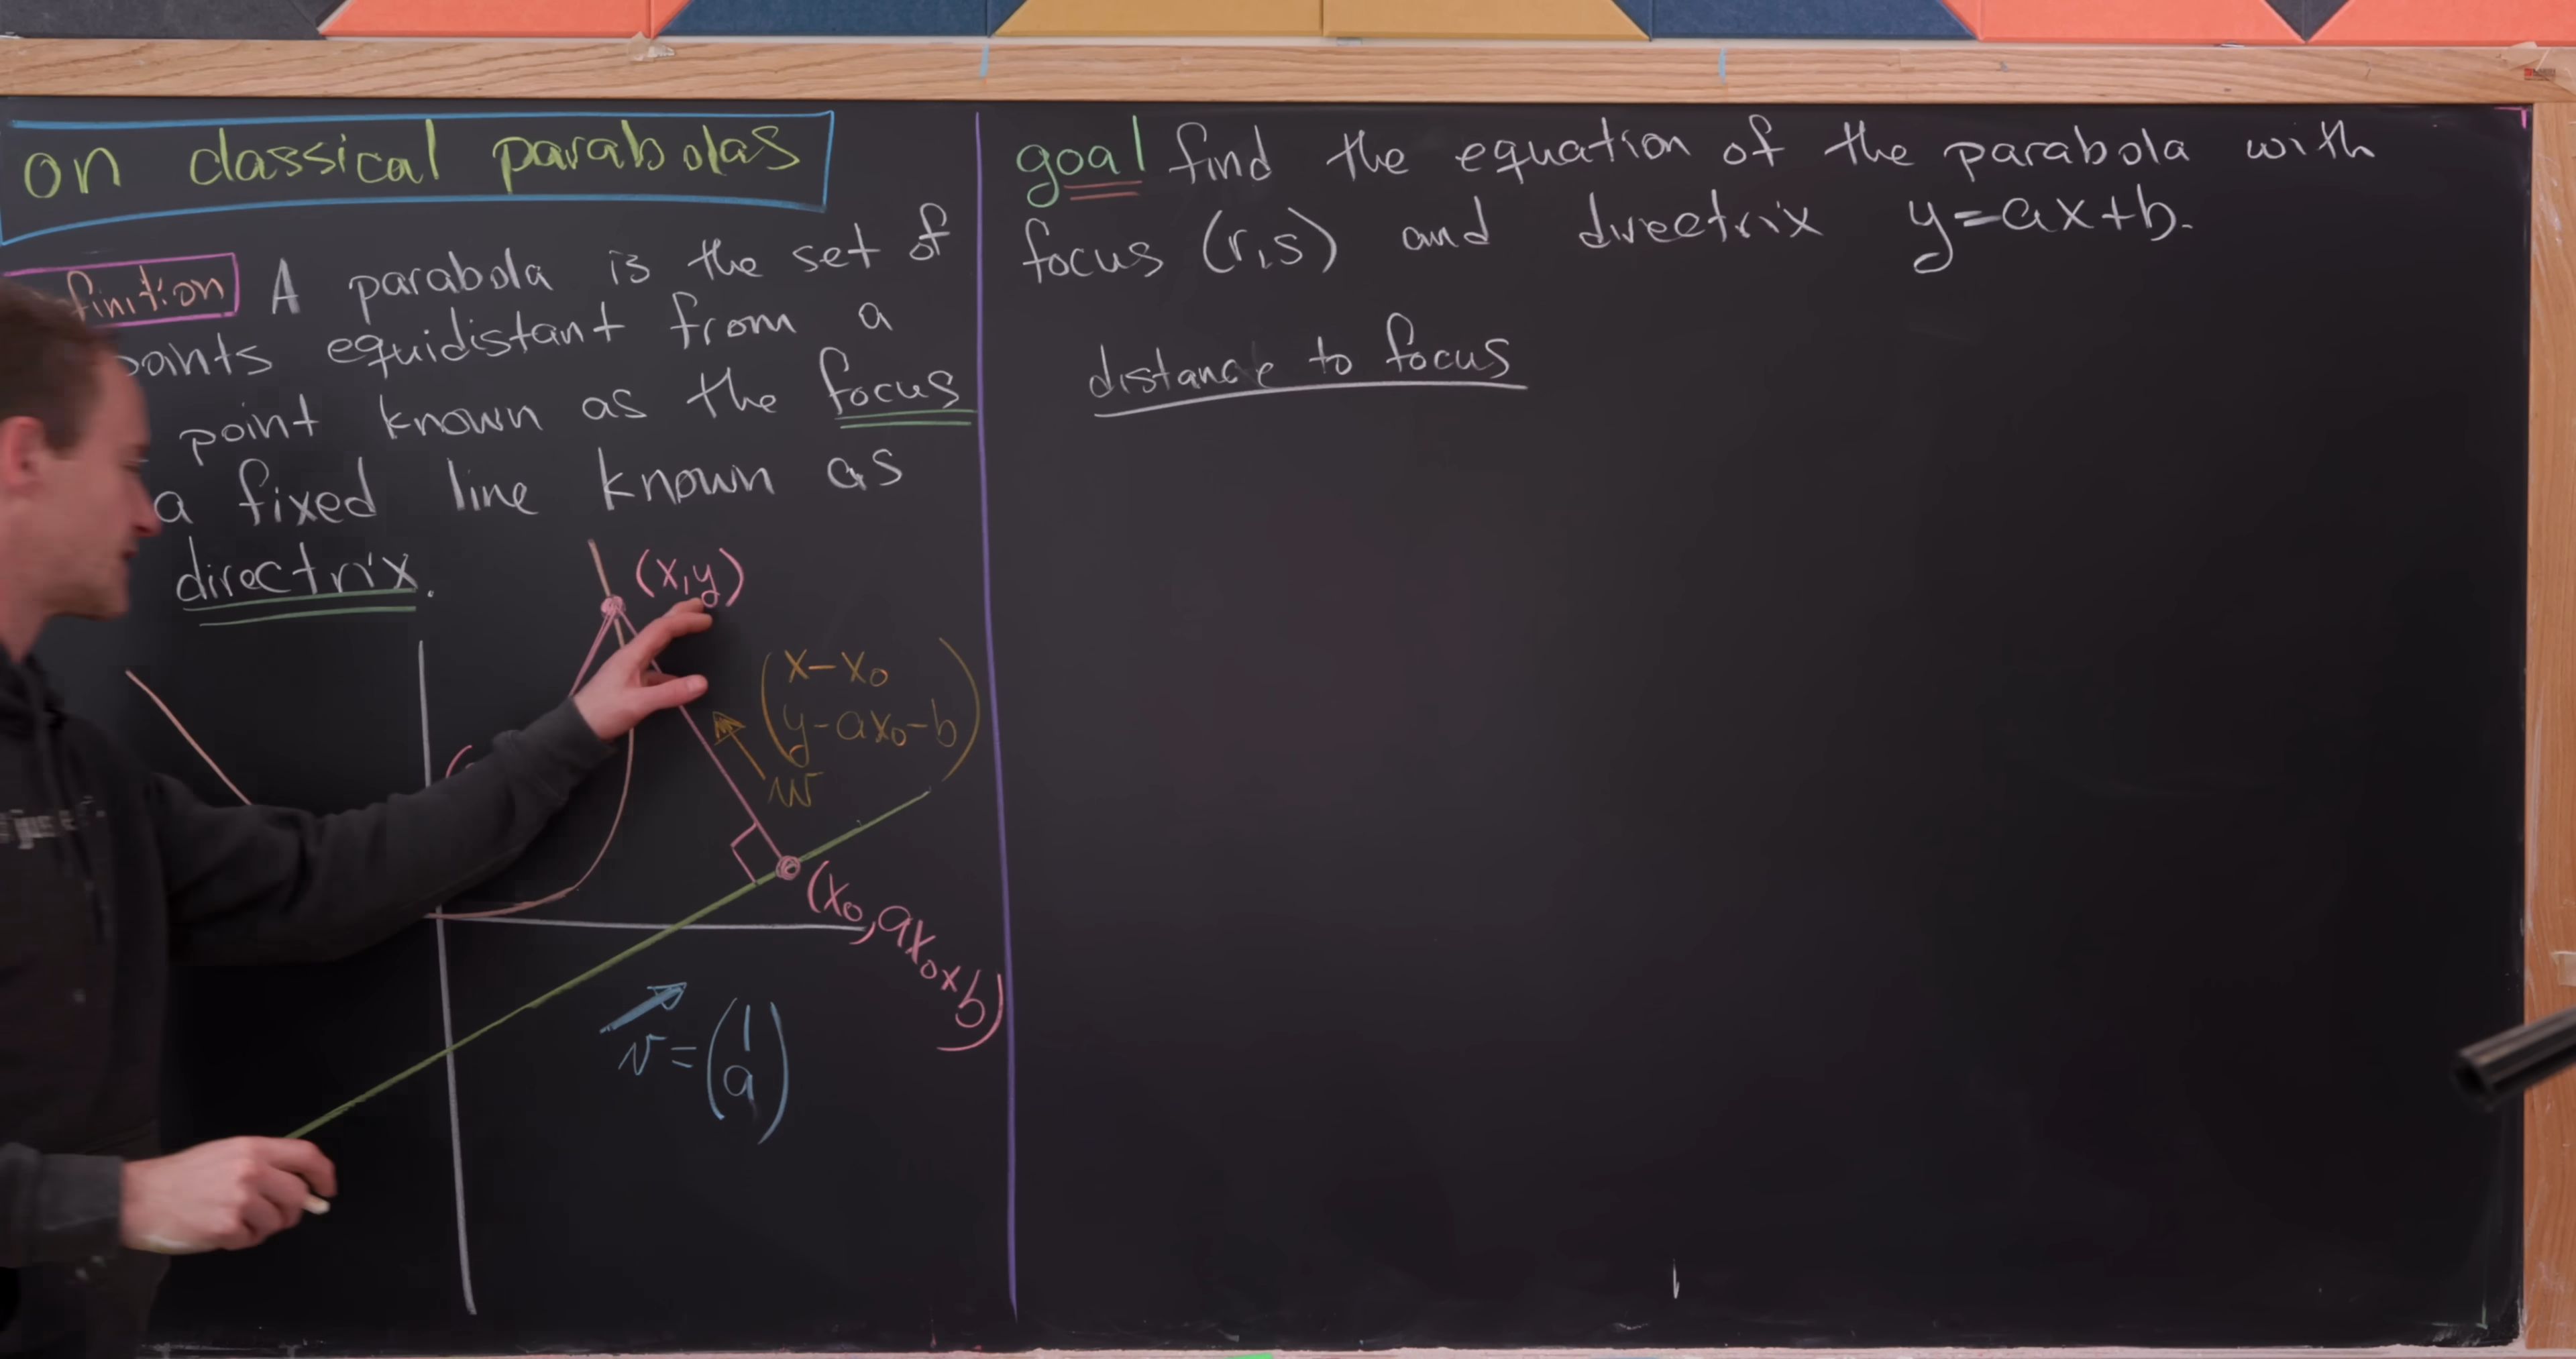 on classical parabolas
finition A parabola is the set of
points equidistant from a
point known as the focus
a fixed line known as
directrix.
(x,y)
(x-x₀
y-ax₀-b)
w
(x₀, ax₀+b)
v = (1
a)
goal find the equation of the parabola with
focus (r,s) and directrix y=ax+b.
distance to focus